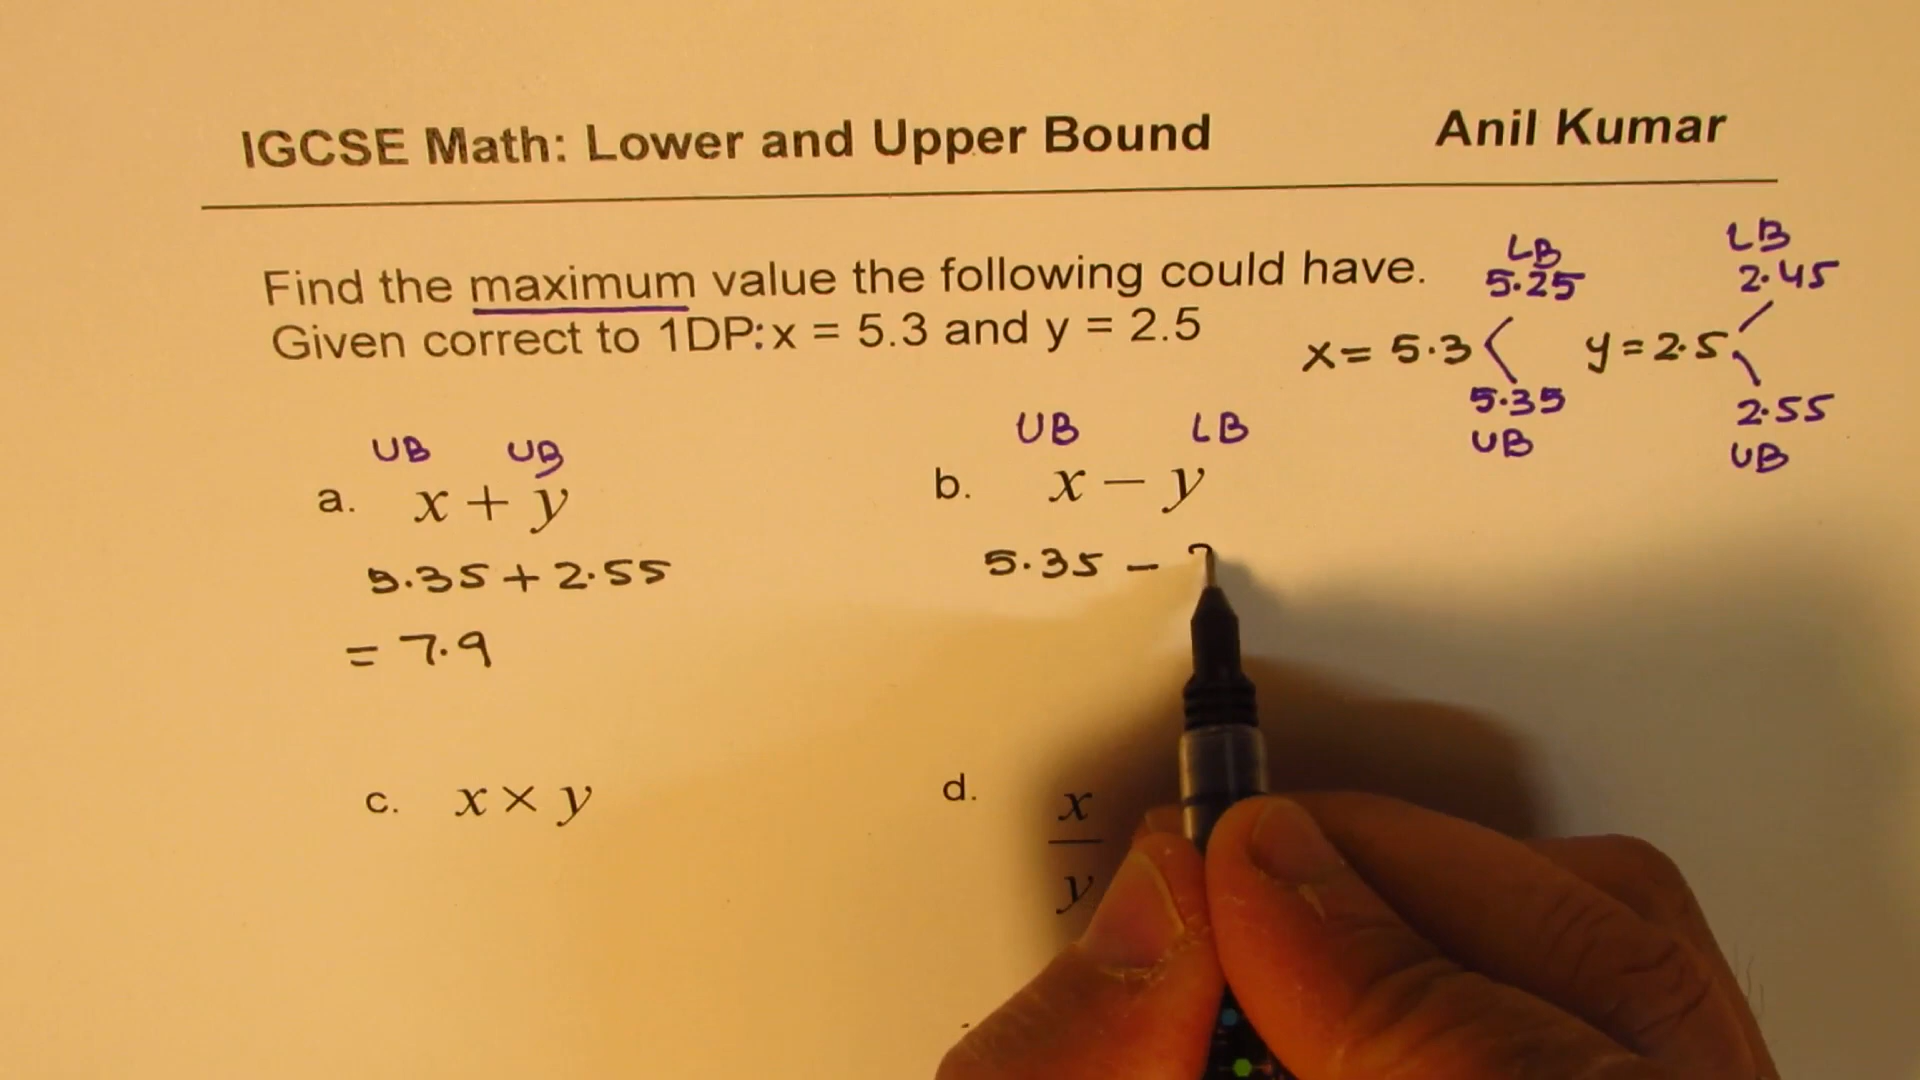 IGCSE Math: Lower and Upper Bound Anil Kumar
Find the maximum value the following could have.
Given correct to 1DP: x = 5.3 and y = 2.5
LB
5.25
x = 5.3
5.35
UB
LB
2.45
y = 2.5
2.55
UB
UB UB
a. x + y
5.35 + 2.55
= 7.9
UB LB
b. x − y
5.35 −
c. x × y
d. x
y